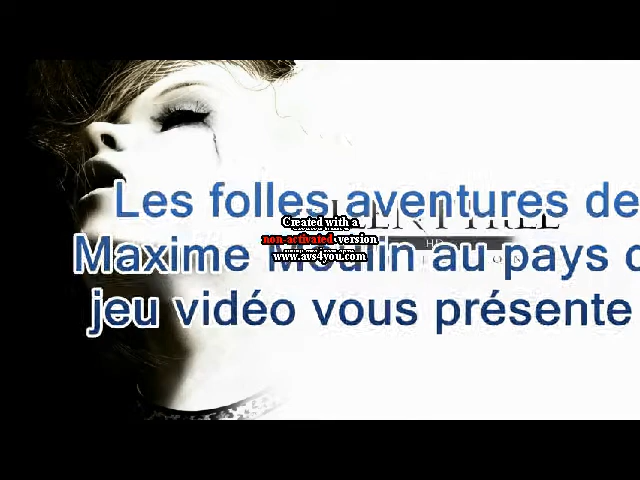 Les folles aventures de
Created with a
non-activated version
www.avs4you.com
HD
Maxime Moulin au pays
jeu vidéo vous présente